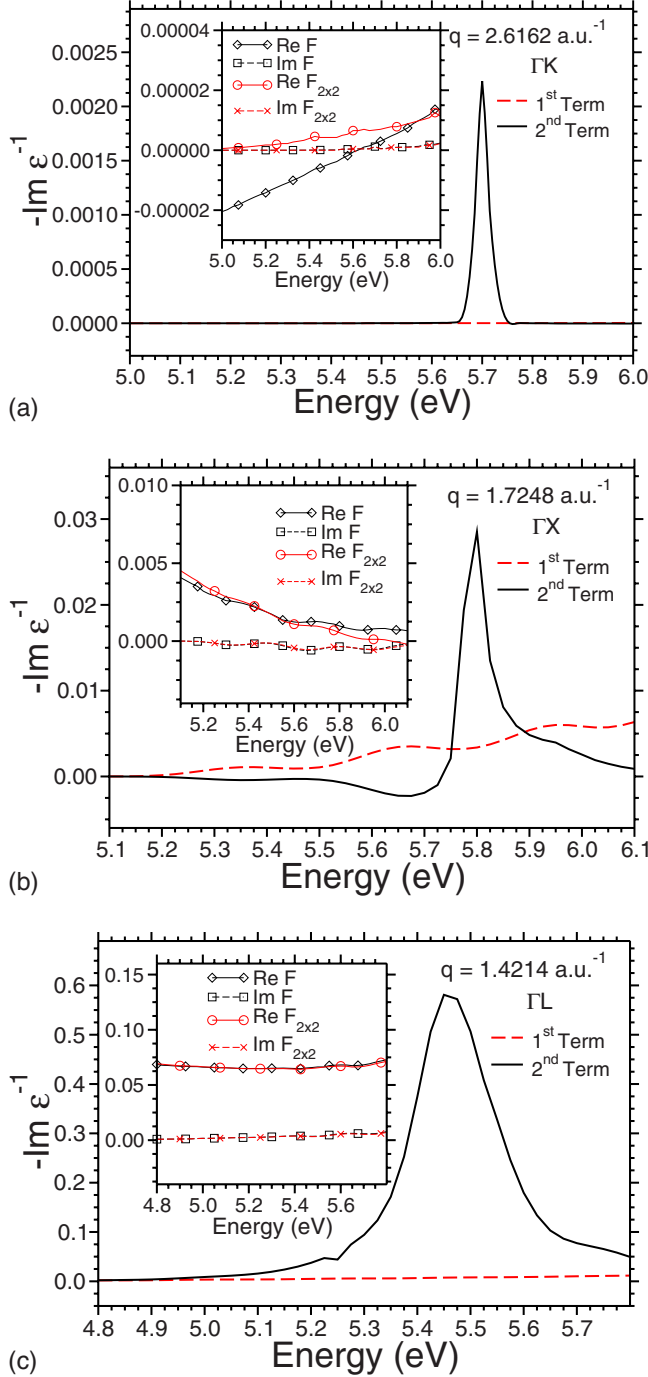 0.00004
0.00002
0.00000
-0.00002
5.0 5.2 5.4 5.6 5.8 6.0
Energy (eV)
Re F
Im F
Re F2x2
Im F2x2
q = 2.6162 a.u.-1
ΓK
1st Term
2nd Term
0.0025
0.0020
0.0015
0.0010
0.0005
0.0000
-Im ε-1
5.0 5.1 5.2 5.3 5.4 5.5 5.6 5.7 5.8 5.9 6.0
Energy (eV)
(a)
0.010
0.005
0.000
5.2 5.4 5.6 5.8 6.0
Energy (eV)
Re F
Im F
Re F2x2
Im F2x2
q = 1.7248 a.u.-1
ΓX
1st Term
2nd Term
0.03
0.02
0.01
0.00
-Im ε-1
5.1 5.2 5.3 5.4 5.5 5.6 5.7 5.8 5.9 6.0 6.1
Energy (eV)
(b)
0.15
0.10
0.05
0.00
4.8 5.0 5.2 5.4 5.6
Energy (eV)
Re F
Im F
Re F2x2
Im F2x2
q = 1.4214 a.u.-1
ΓL
1st Term
2nd Term
0.6
0.5
0.4
0.3
0.2
0.1
0.0
-Im ε-1
4.8 4.9 5.0 5.1 5.2 5.3 5.4 5.5 5.6 5.7
Energy (eV)
(c)